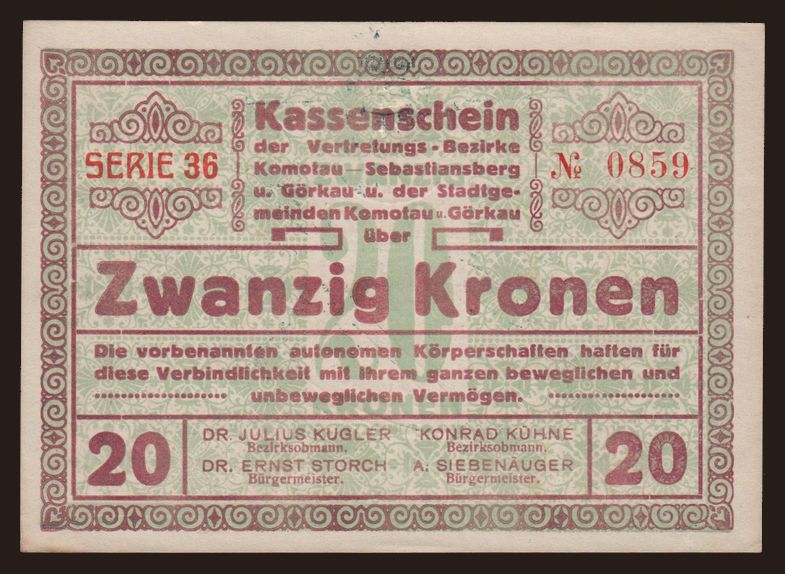 Kassenschein
der Vertretungs-Bezirke
Komotau—Sebastiansberg
u. Görkau u. der Stadtge-
meinden Komotau u. Görkau
über
SERIE 36
№ 0859
Zwanzig Kronen
Die vorbenannten autonomen Körperschaften haften für
diese Verbindlichkeit mit ihrem ganzen beweglichen und
unbeweglichen Vermögen.
20
KRONEN
20
DR. JULIUS KUGLER
Bezirksobmann.
KONRAD KÜHNE
Bezirksobmann.
DR. ERNST STORCH
Bürgermeister.
A. SIEBENÄUGER
Bürgermeister.
20